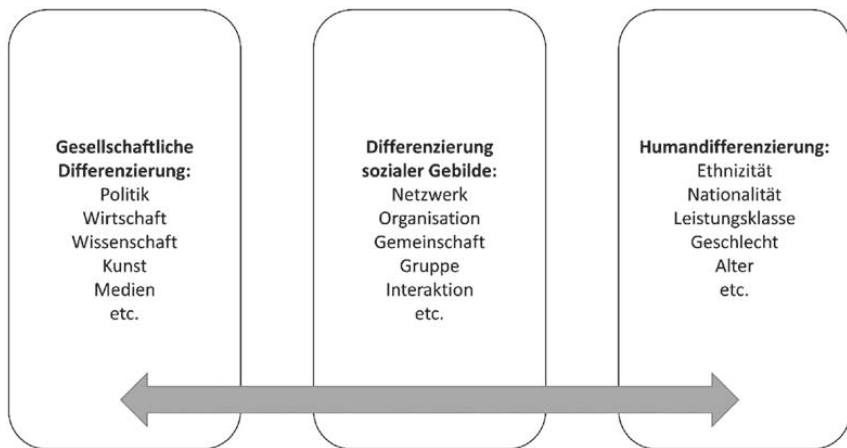 Gesellschaftliche
Differenzierung:
Politik
Wirtschaft
Wissenschaft
Kunst
Medien
etc.
Differenzierung
sozialer Gebilde:
Netzwerk
Organisation
Gemeinschaft
Gruppe
Interaktion
etc.
Humandifferenzierung:
Ethnizität
Nationalität
Leistungsklasse
Geschlecht
Alter
etc.